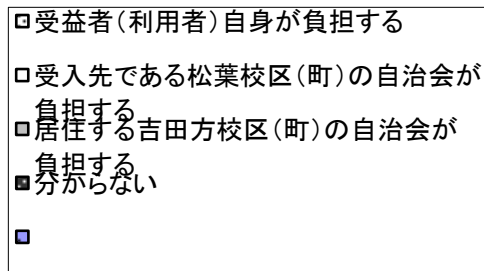 受益者（利用者）自身が負担する
受入先である松葉校区（町）の自治会が
負担する
居住する吉田方校区（町）の自治会が
負担する
分からない